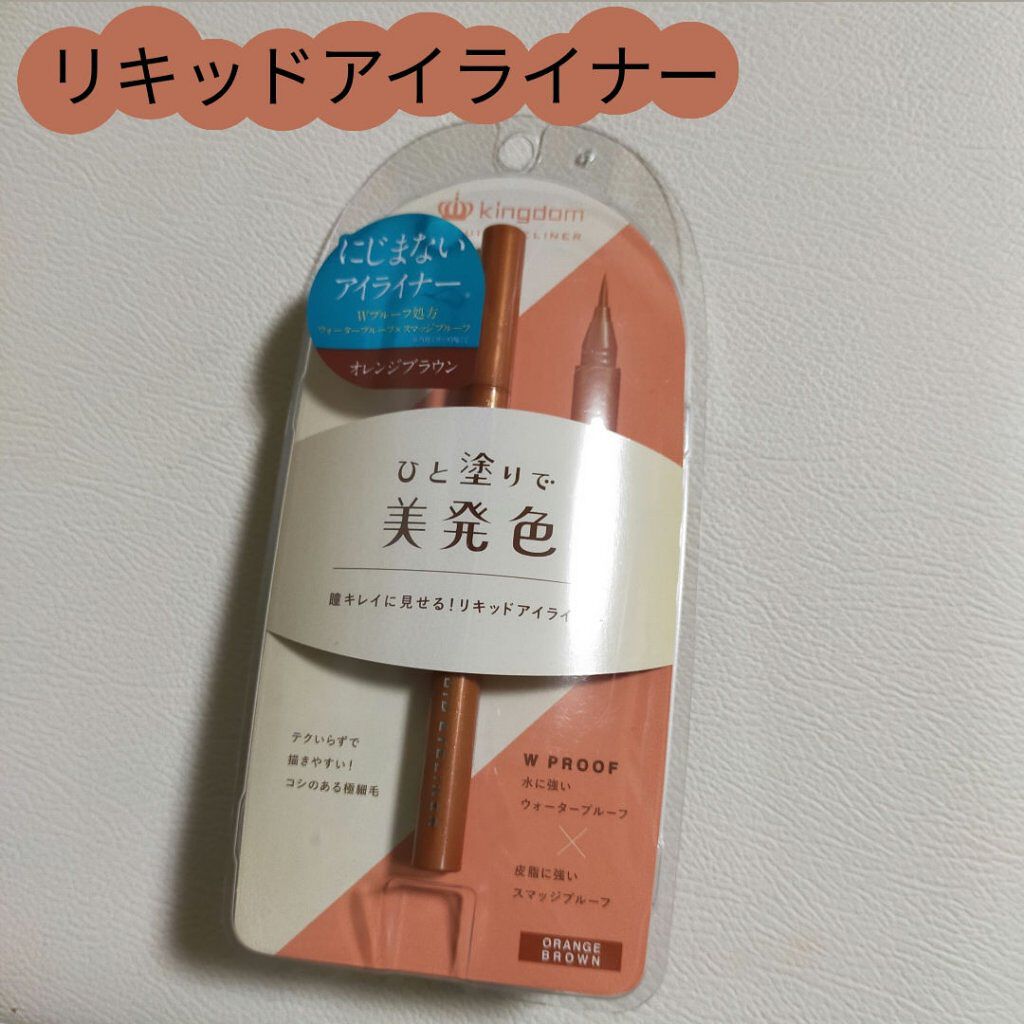 リキッドアイライナー
kingdom
にじまない
アイライナー
Wプルーフ処方
ウォータープルーフ×スマッジプルーフ
オレンジブラウン
ひと塗りで
美発色
瞳キレイに見せる!リキッドアイライ
テクいらずで
描きやすい!
コシのある極細毛
W PROOF
水に強い
ウォータープルーフ
×
皮脂に強い
スマッジプルーフ
ORANGE
BROWN